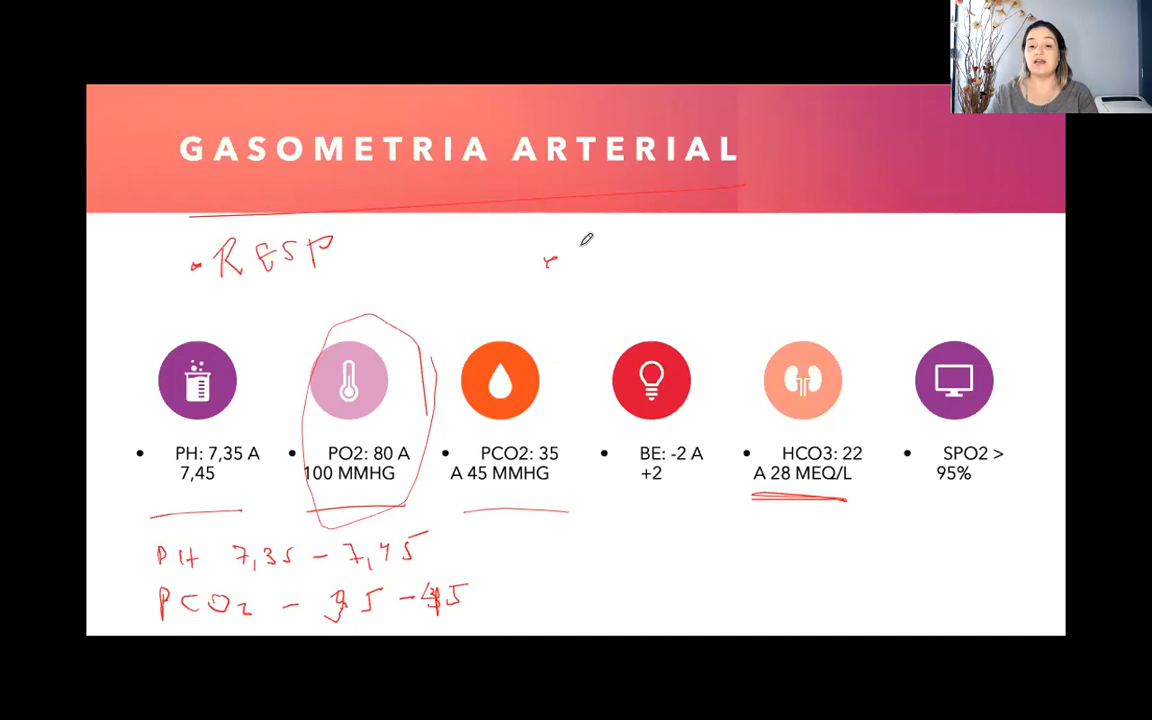 GASOMETRIA ARTERIAL
• RESP
• PH: 7,35 A
7,45
• PO2: 80 A
100 MMHG
• PCO2: 35
A 45 MMHG
• BE: -2 A
+2
• HCO3: 22
A 28 MEQ/L
• SPO2 >
95%
PH 7,35 - 7,45
PCO2 - 35 - 45